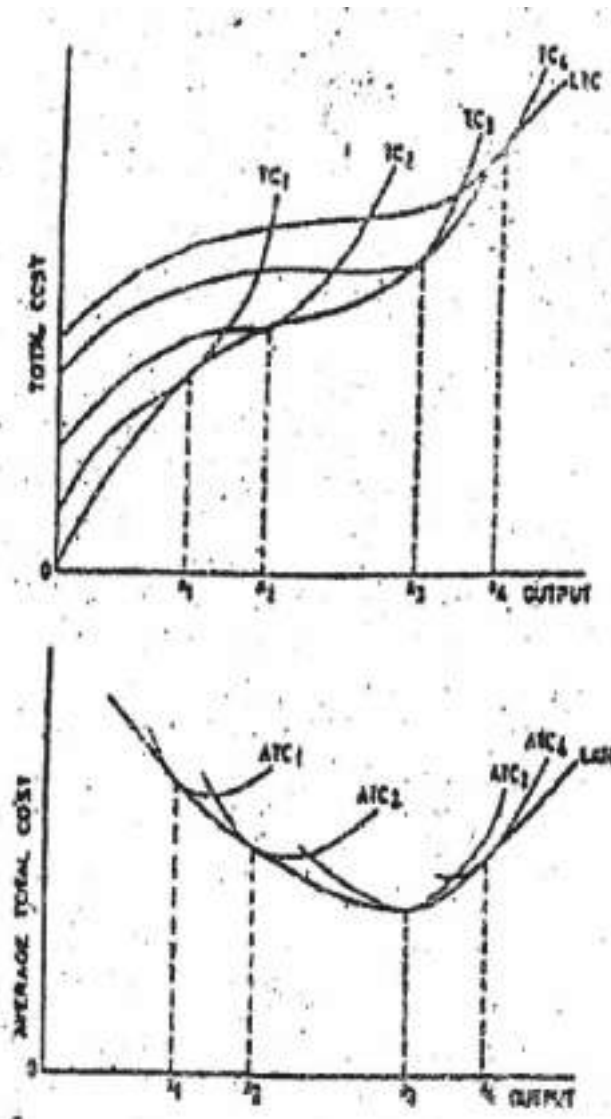 TC4
LTC
TC3
TC2
TC1
TOTAL COST
0
OUTPUT
ATC1
ATC2
ATC3
ATC4
AVERAGE TOTAL COST
0
OUTPUT